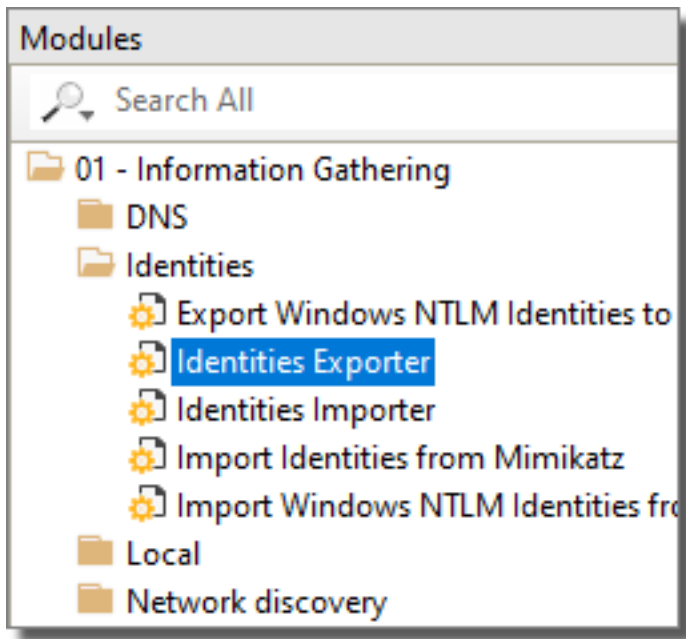 Modules
Search All
01 - Information Gathering
DNS
Identities
Export Windows NTLM Identities to
Identities Exporter
Identities Importer
Import Identities from Mimikatz
Import Windows NTLM Identities
Local
Network discovery